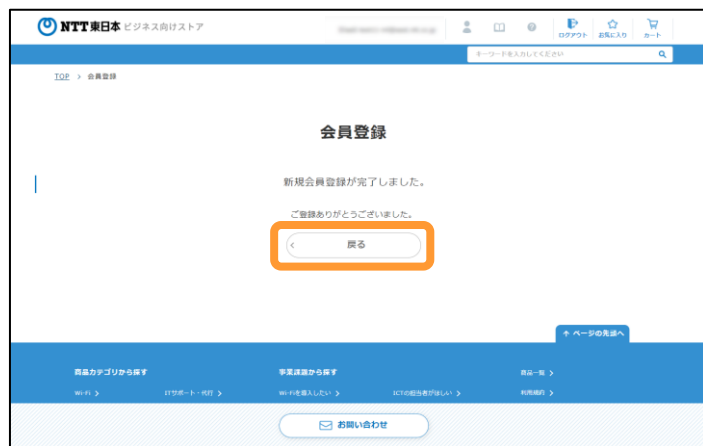 NTT東日本 ビジネス向けストア
ログアウト お気に入り カート
キーワードを入力してください
TOP > 会員登録
会員登録
新規会員登録が完了しました。
ご登録ありがとうございました。
< 戻る
↑ ページの先頭へ
商品カテゴリから探す 事業課題から探す 商品一覧 >
Wi-Fi > ITサポート・代行 > Wi-Fiを導入したい > ICTの担当者がほしい > 利用規約 >
お問い合わせ